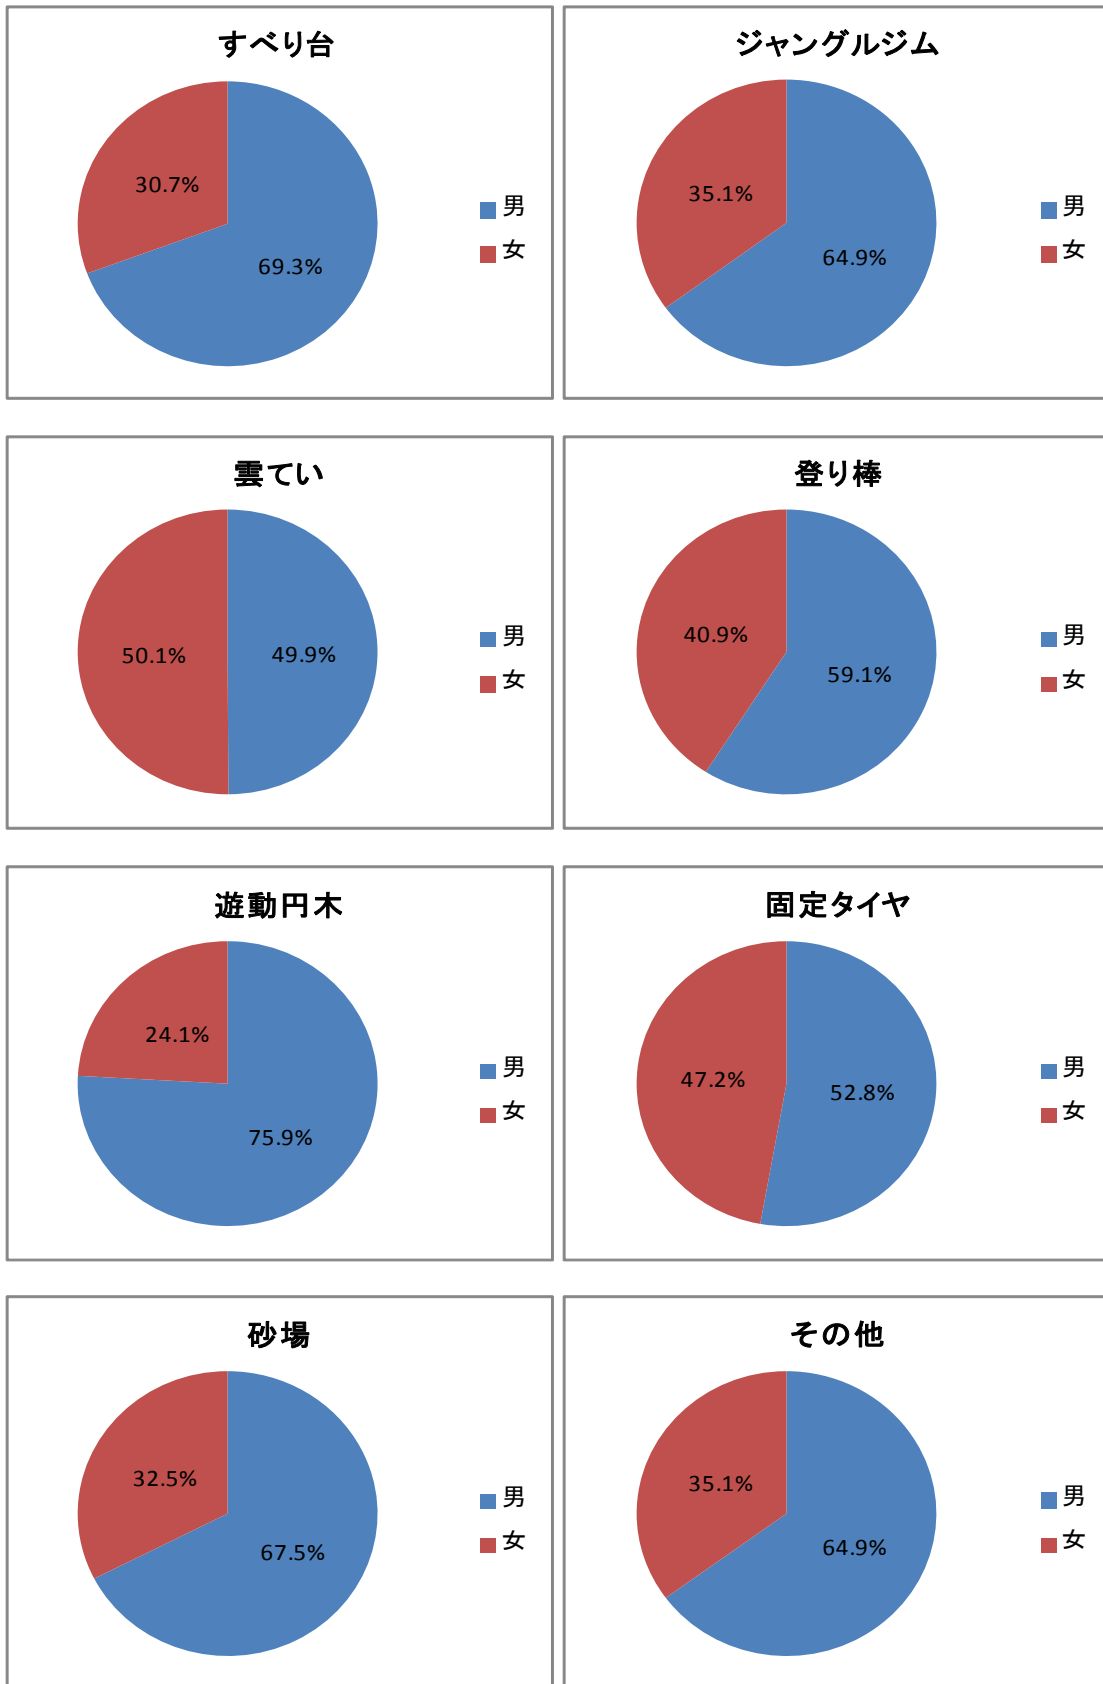 すべり台
30.7%
69.3%
男
女
ジャングルジム
35.1%
64.9%
男
女
雲てい
50.1%
49.9%
男
女
登り棒
40.9%
59.1%
男
女
遊動円木
24.1%
75.9%
男
女
固定タイヤ
47.2%
52.8%
男
女
砂場
32.5%
67.5%
男
女
その他
35.1%
64.9%
男
女